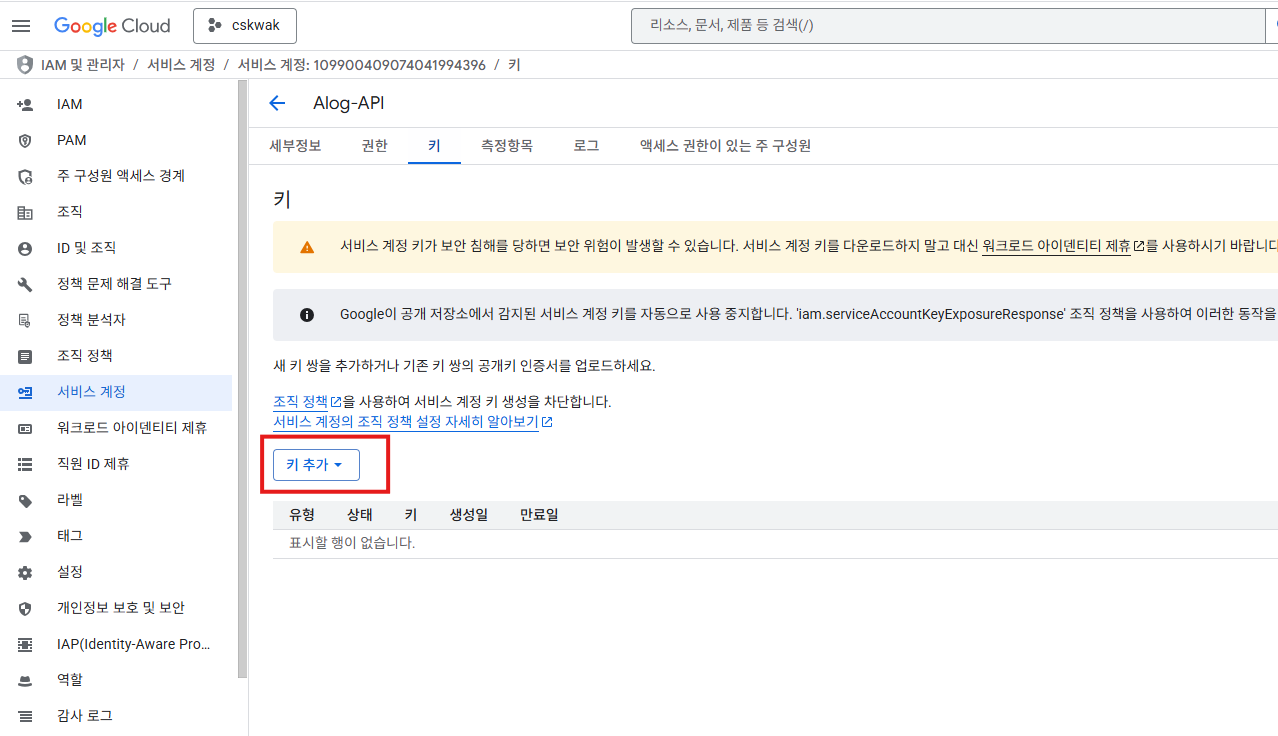 Google Cloud
cskwak
리소스, 문서, 제품 등 검색(/)
IAM 및 관리자 / 서비스 계정 / 서비스 계정: 109900409074041994396 / 키
IAM
PAM
주 구성원 액세스 경계
조직
ID 및 조직
정책 문제 해결 도구
정책 분석자
조직 정책
서비스 계정
워크로드 아이덴티티 제휴
직원 ID 제휴
라벨
태그
설정
개인정보 보호 및 보안
IAP(Identity-Aware Pro...
역할
감사 로그
Alog-API
세부정보 권한 키 측정항목 로그 액세스 권한이 있는 주 구성원
키
서비스 계정 키가 보안 침해를 당하면 보안 위험이 발생할 수 있습니다. 서비스 계정 키를 다운로드하지 말고 대신 워크로드 아이덴티티 제휴를 사용하시기 바랍니다
Google이 공개 저장소에서 감지된 서비스 계정 키를 자동으로 사용 중지합니다. 'iam.serviceAccountKeyExposureResponse' 조직 정책을 사용하여 이러한 동작을
새 키 쌍을 추가하거나 기존 키 쌍의 공개키 인증서를 업로드하세요.
조직 정책을 사용하여 서비스 계정 키 생성을 차단합니다.
서비스 계정의 조직 정책 설정 자세히 알아보기
키 추가
유형 상태 키 생성일 만료일
표시할 행이 없습니다.